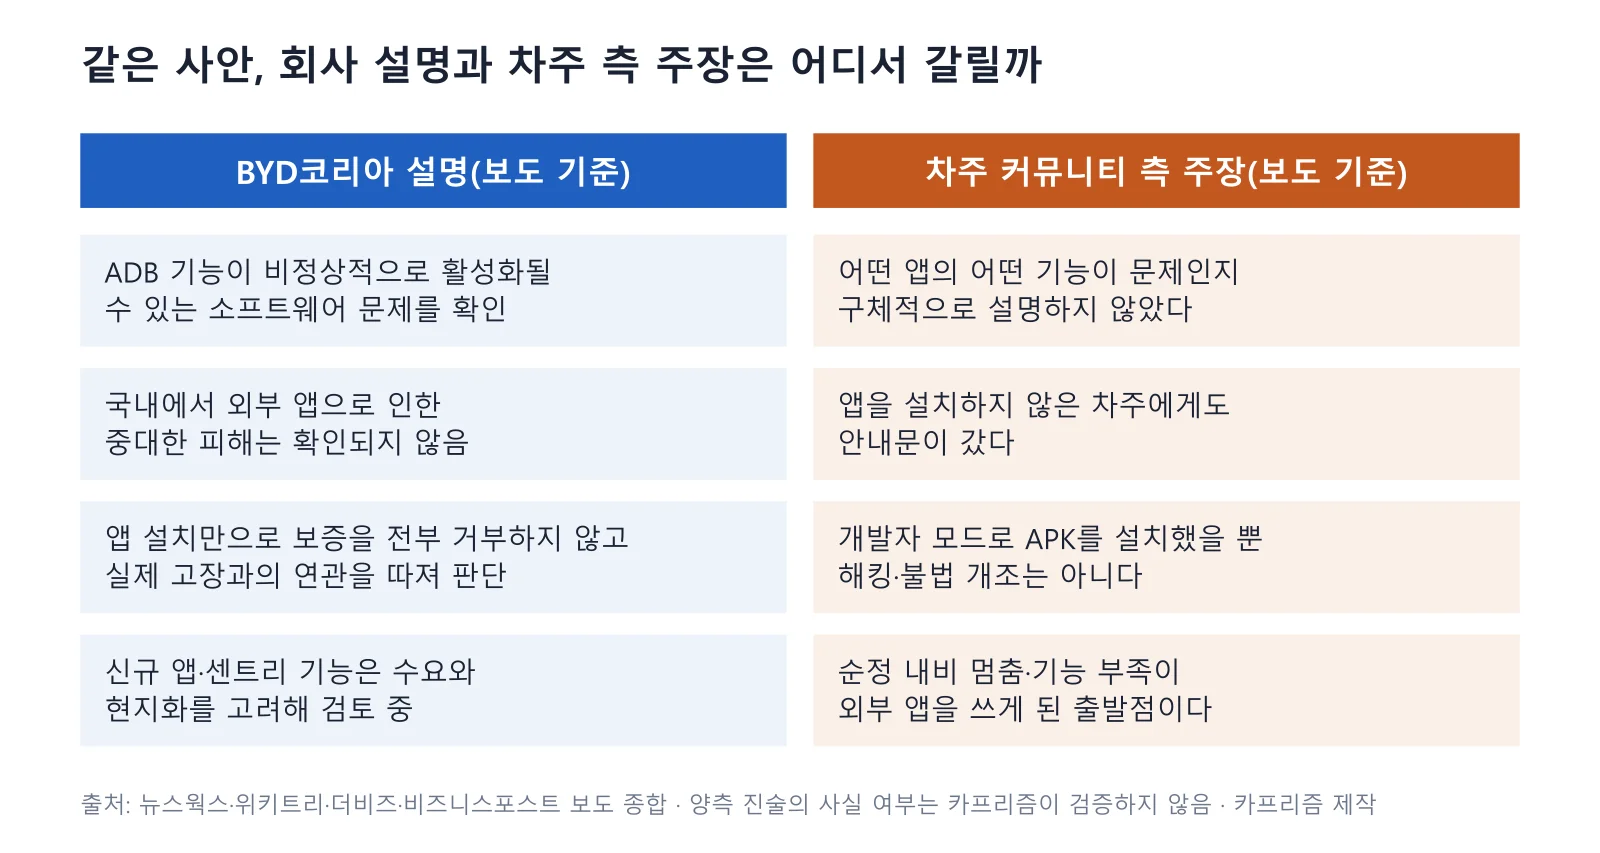 같은 사안, 회사 설명과 차주 측 주장은 어디서 갈릴까
BYD코리아 설명(보도 기준)
ADB 기능이 비정상적으로 활성화될
수 있는 소프트웨어 문제를 확인
국내에서 외부 앱으로 인한
중대한 피해는 확인되지 않음
앱 설치만으로 보증을 전부 거부하지 않고
실제 고장과의 연관을 따져 판단
신규 앱·센트리 기능은 수요와
현지화를 고려해 검토 중
차주 커뮤니티 측 주장(보도 기준)
어떤 앱의 어떤 기능이 문제인지
구체적으로 설명하지 않았다
앱을 설치하지 않은 차주에게도
안내문이 갔다
개발자 모드로 APK를 설치했을 뿐
해킹·불법 개조는 아니다
순정 내비 멈춤·기능 부족이
외부 앱을 쓰게 된 출발점이다
출처: 뉴스웍스·위키트리·더비즈·비즈니스포스트 보도 종합 · 양측 진술의 사실 여부는 카프리즘이 검증하지 않음 · 카프리즘 제작